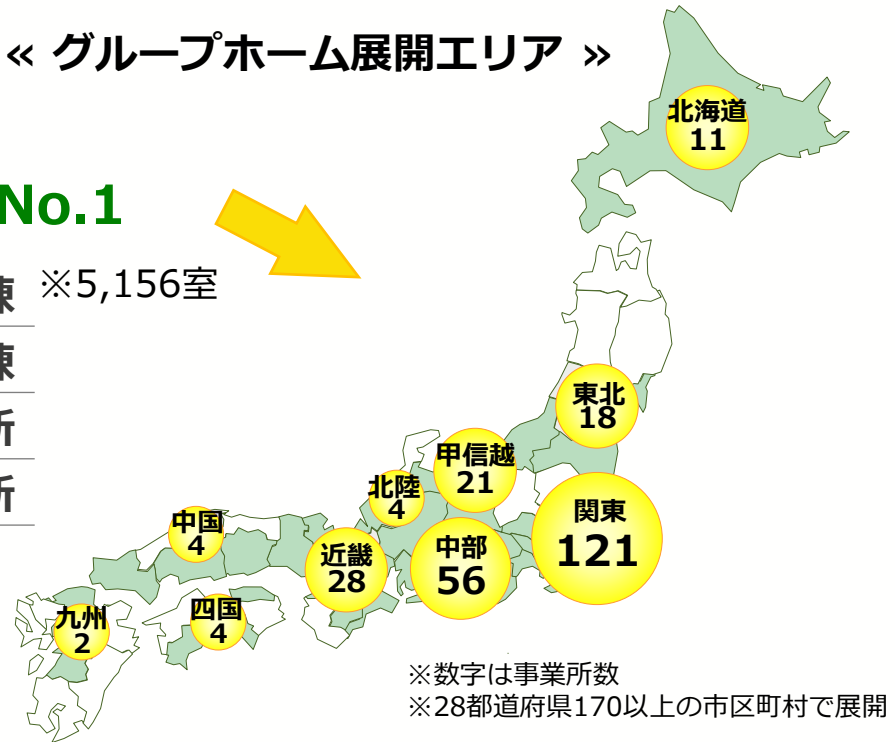 « グループホーム展開エリア »
No.1
棟 ※5,156室
棟
所
所
北海道
11
東北
18
甲信越
21
北陸
4
関東
121
中部
56
近畿
28
中国
4
四国
4
九州
2
※数字は事業所数
※28都道府県170以上の市区町村で展開